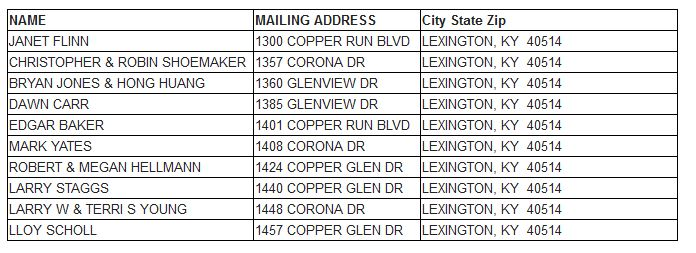 NAME MAILING ADDRESS City State Zip
JANET FLINN 1300 COPPER RUN BLVD LEXINGTON, KY  40514
CHRISTOPHER & ROBIN SHOEMAKER 1357 CORONA DR LEXINGTON, KY  40514
BRYAN JONES & HONG HUANG 1360 GLENVIEW DR LEXINGTON, KY  40514
DAWN CARR 1385 GLENVIEW DR LEXINGTON, KY  40514
EDGAR BAKER 1401 COPPER RUN BLVD LEXINGTON, KY  40514
MARK YATES 1408 CORONA DR LEXINGTON, KY  40514
ROBERT & MEGAN HELLMANN 1424 COPPER GLEN DR LEXINGTON, KY  40514
LARRY STAGGS 1440 COPPER GLEN DR LEXINGTON, KY  40514
LARRY W & TERRI S YOUNG 1448 CORONA DR LEXINGTON, KY  40514
LLOY SCHOLL 1457 COPPER GLEN DR LEXINGTON, KY  40514